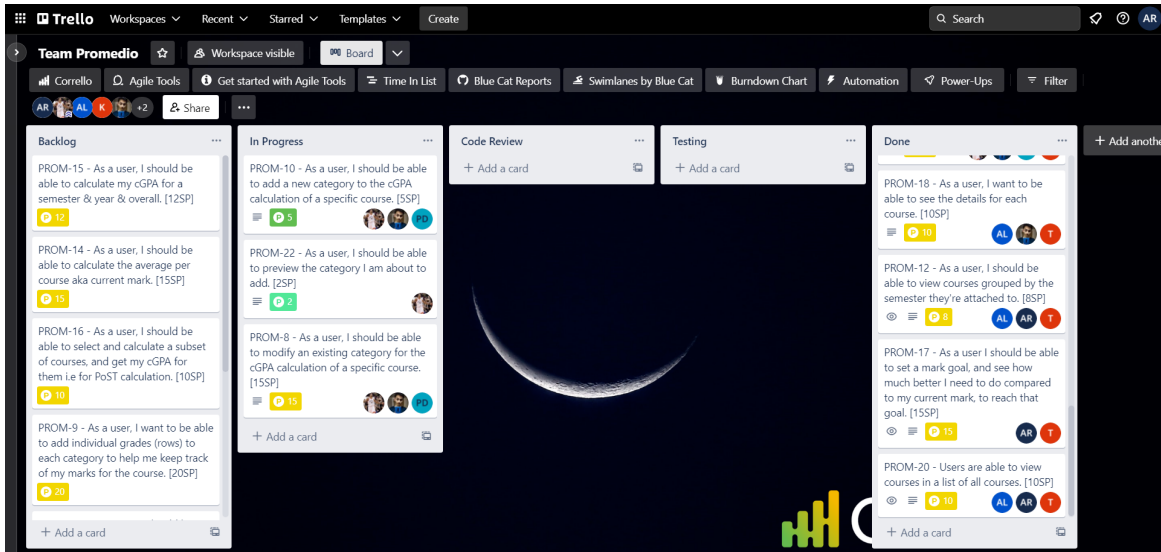 Trello Workspaces Recent Starred Templates Create Search AR
Team Promedio Workspace visible Board
Corrello Agile Tools Get started with Agile Tools Time In List Blue Cat Reports Swimlanes by Blue Cat Burndown Chart Automation Power-Ups Filter
AR AL K +2 Share
Backlog
PROM-15 - As a user, I should be
able to calculate my cGPA for a
semester & year & overall. [12SP]
P 12
PROM-14 - As a user, I should be
able to calculate the average per
course aka current mark. [15SP]
P 15
PROM-16 - As a user, I should be
able to select and calculate a subset
of courses, and get my cGPA for
them i.e for PoST calculation. [10SP]
P 10
PROM-9 - As a user, I want to be able
to add individual grades (rows) to
each category to help me keep track
of my marks for the course. [20SP]
P 20
+ Add a card
In Progress
PROM-10 - As a user, I should be able
to add a new category to the cGPA
calculation of a specific course. [5SP]
P 5 PD
PROM-22 - As a user, I should be able
to preview the category I am about to
add. [2SP]
P 2
PROM-8 - As a user, I should be able
to modify an existing category for the
cGPA calculation of a specific course.
[15SP]
P 15 PD
+ Add a card
Code Review
+ Add a card
Testing
+ Add a card
Done
PROM-18 - As a user, I want to be
able to see the details for each
course. [10SP]
P 10 AL T
PROM-12 - As a user, I should be
able to view courses grouped by the
semester they're attached to. [8SP]
P 8 AL AR T
PROM-17 - As a user I should be able
to set a mark goal, and see how
much better I need to do compared
to my current mark, to reach that
goal. [15SP]
P 15 AR T
PROM-20 - Users are able to view
courses in a list of all courses. [10SP]
P 10 AL AR T
+ Add a card
+ Add anothe